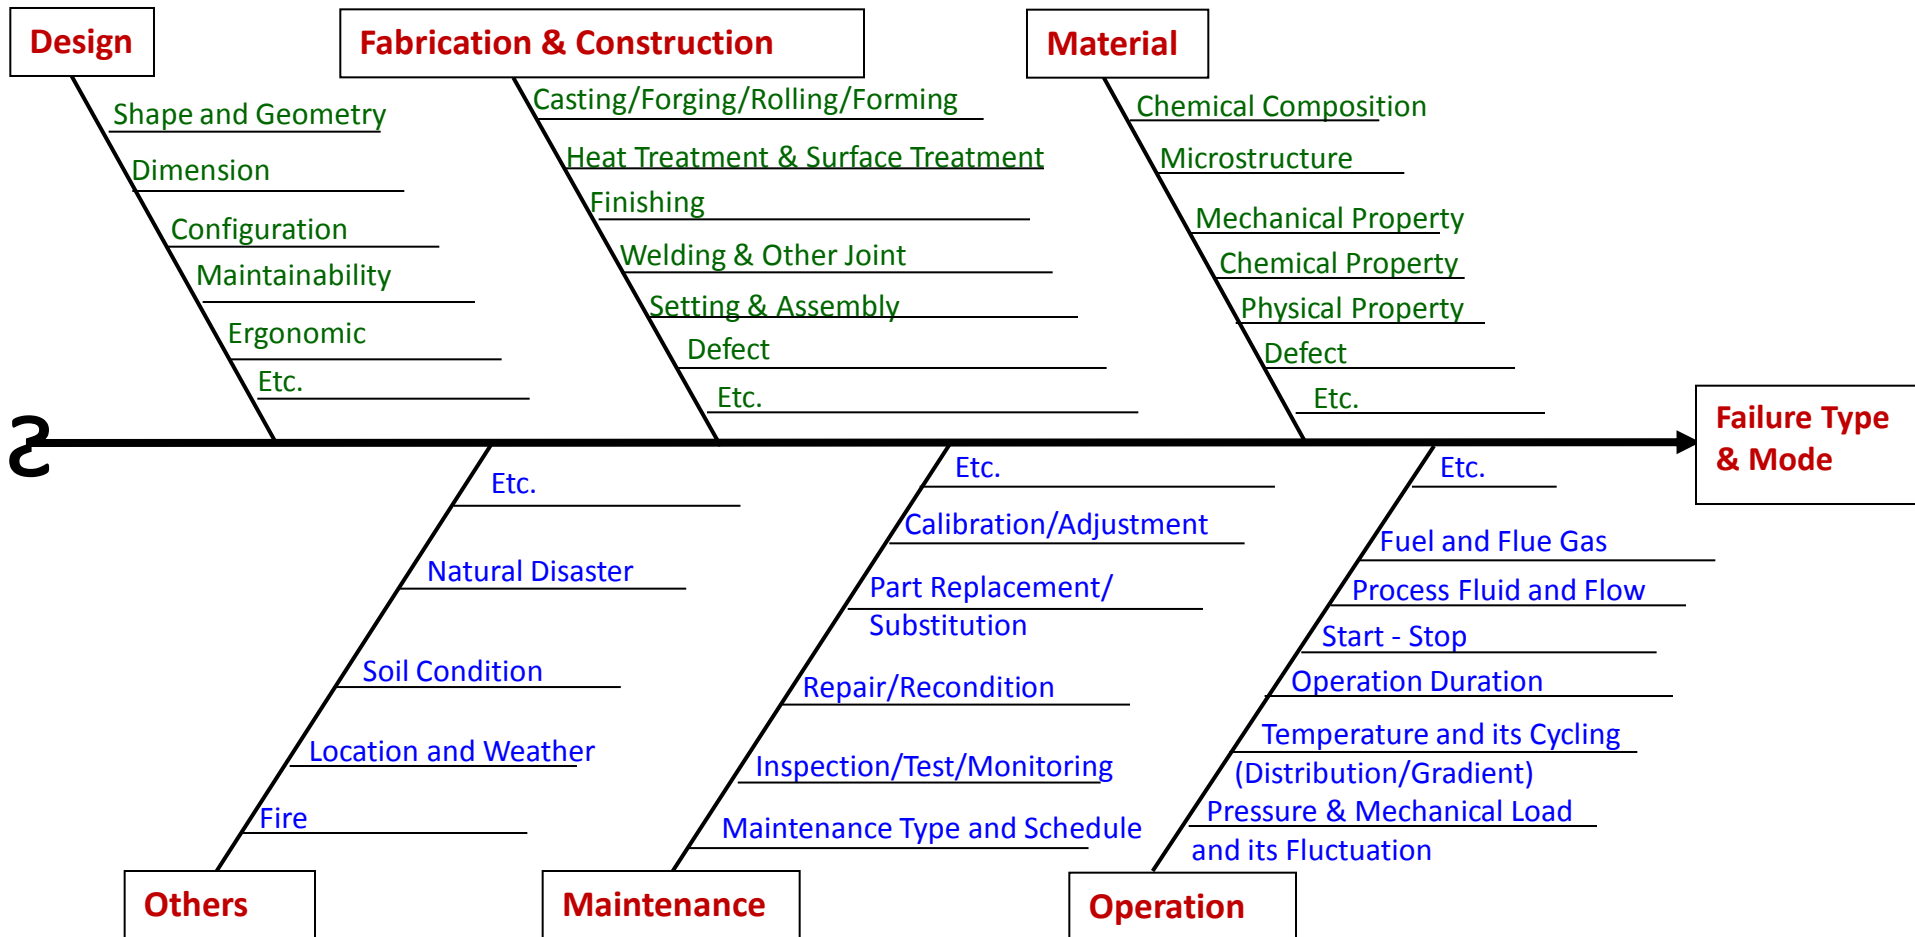 Design
Shape and Geometry
Dimension
Configuration
Maintainability
Ergonomic
Etc.
Fabrication & Construction
Casting/Forging/Rolling/Forming
Heat Treatment & Surface Treatment
Finishing
Welding & Other Joint
Setting & Assembly
Defect
Etc.
Material
Chemical Composition
Microstructure
Mechanical Property
Chemical Property
Physical Property
Defect
Etc.
Failure Type
& Mode
Etc.
Natural Disaster
Soil Condition
Location and Weather
Fire
Others
Etc.
Calibration/Adjustment
Part Replacement/
Substitution
Repair/Recondition
Inspection/Test/Monitoring
Maintenance Type and Schedule
Maintenance
Etc.
Fuel and Flue Gas
Process Fluid and Flow
Start - Stop
Operation Duration
Temperature and its Cycling
(Distribution/Gradient)
Pressure & Mechanical Load
and its Fluctuation
Operation